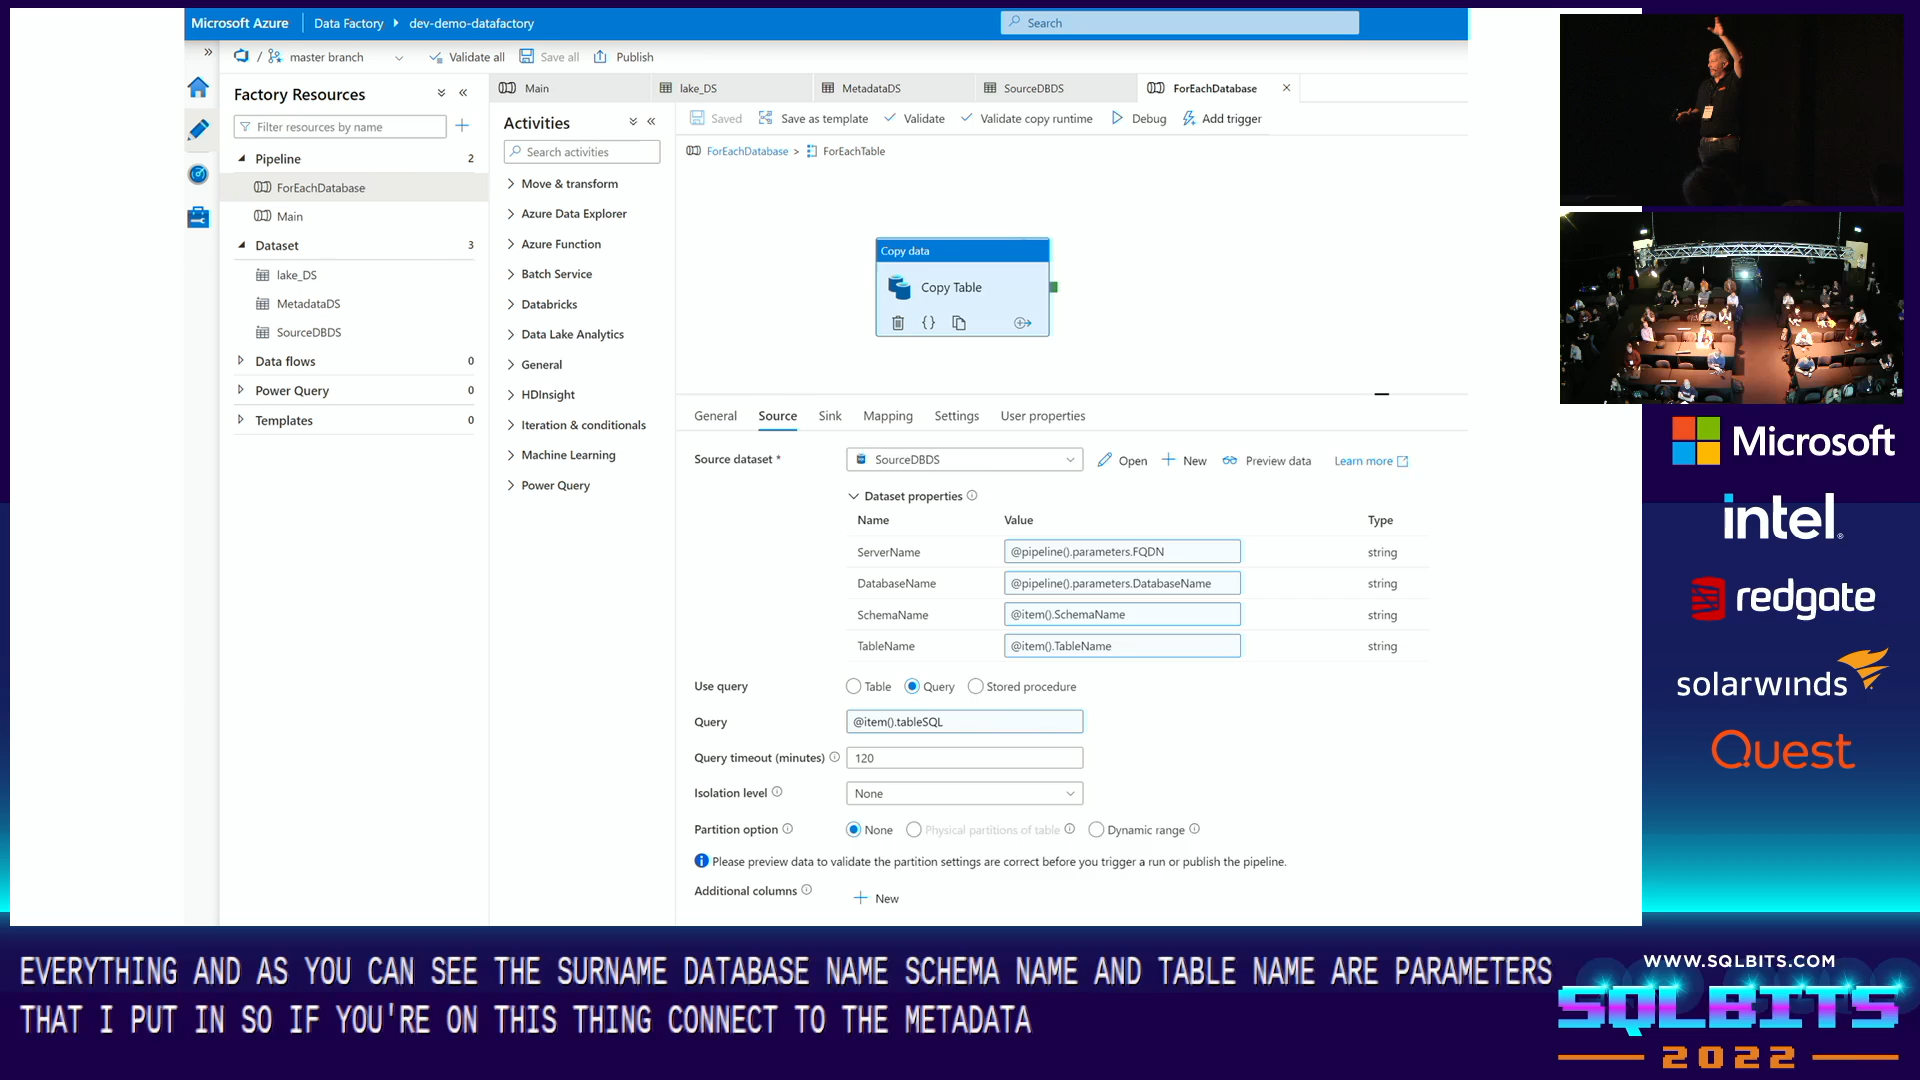 Microsoft Azure
Data Factory
dev-demo-datafactory
Search
/
master branch
Validate all
Save all
Publish
Factory Resources
Filter resources by name
Pipeline
2
ForEachDatabase
Main
Dataset
3
lake_DS
MetadataDS
SourceDBDS
Data flows
0
Power Query
0
Templates
0
Main
lake_DS
MetadataDS
SourceDBDS
ForEachDatabase
Activities
Search activities
Move & transform
Azure Data Explorer
Azure Function
Batch Service
Databricks
Data Lake Analytics
General
HDInsight
Iteration & conditionals
Machine Learning
Power Query
Saved
Save as template
Validate
Validate copy runtime
Debug
Add trigger
ForEachDatabase > ForEachTable
Copy data
Copy Table
General
Source
Sink
Mapping
Settings
User properties
Source dataset *
SourceDBDS
Open
New
Preview data
Learn more
Dataset properties
Name
Value
Type
ServerName
@pipeline().parameters.FQDN
string
DatabaseName
@pipeline().parameters.DatabaseName
string
SchemaName
@item().SchemaName
string
TableName
@item().TableName
string
Use query
Table
Query
Stored procedure
Query
@item().tableSQL
Query timeout (minutes)
120
Isolation level
None
Partition option
None
Physical partitions of table
Dynamic range
Please preview data to validate the partition settings are correct before you trigger a run or publish the pipeline.
Additional columns
New
Microsoft
intel.
redgate
solarwinds
Quest
EVERYTHING AND AS YOU CAN SEE THE SURNAME DATABASE NAME SCHEMA NAME AND TABLE NAME ARE PARAMETERS
THAT I PUT IN SO IF YOU'RE ON THIS THING CONNECT TO THE METADATA
WWW.SQLBITS.COM
SQLBITS
2022